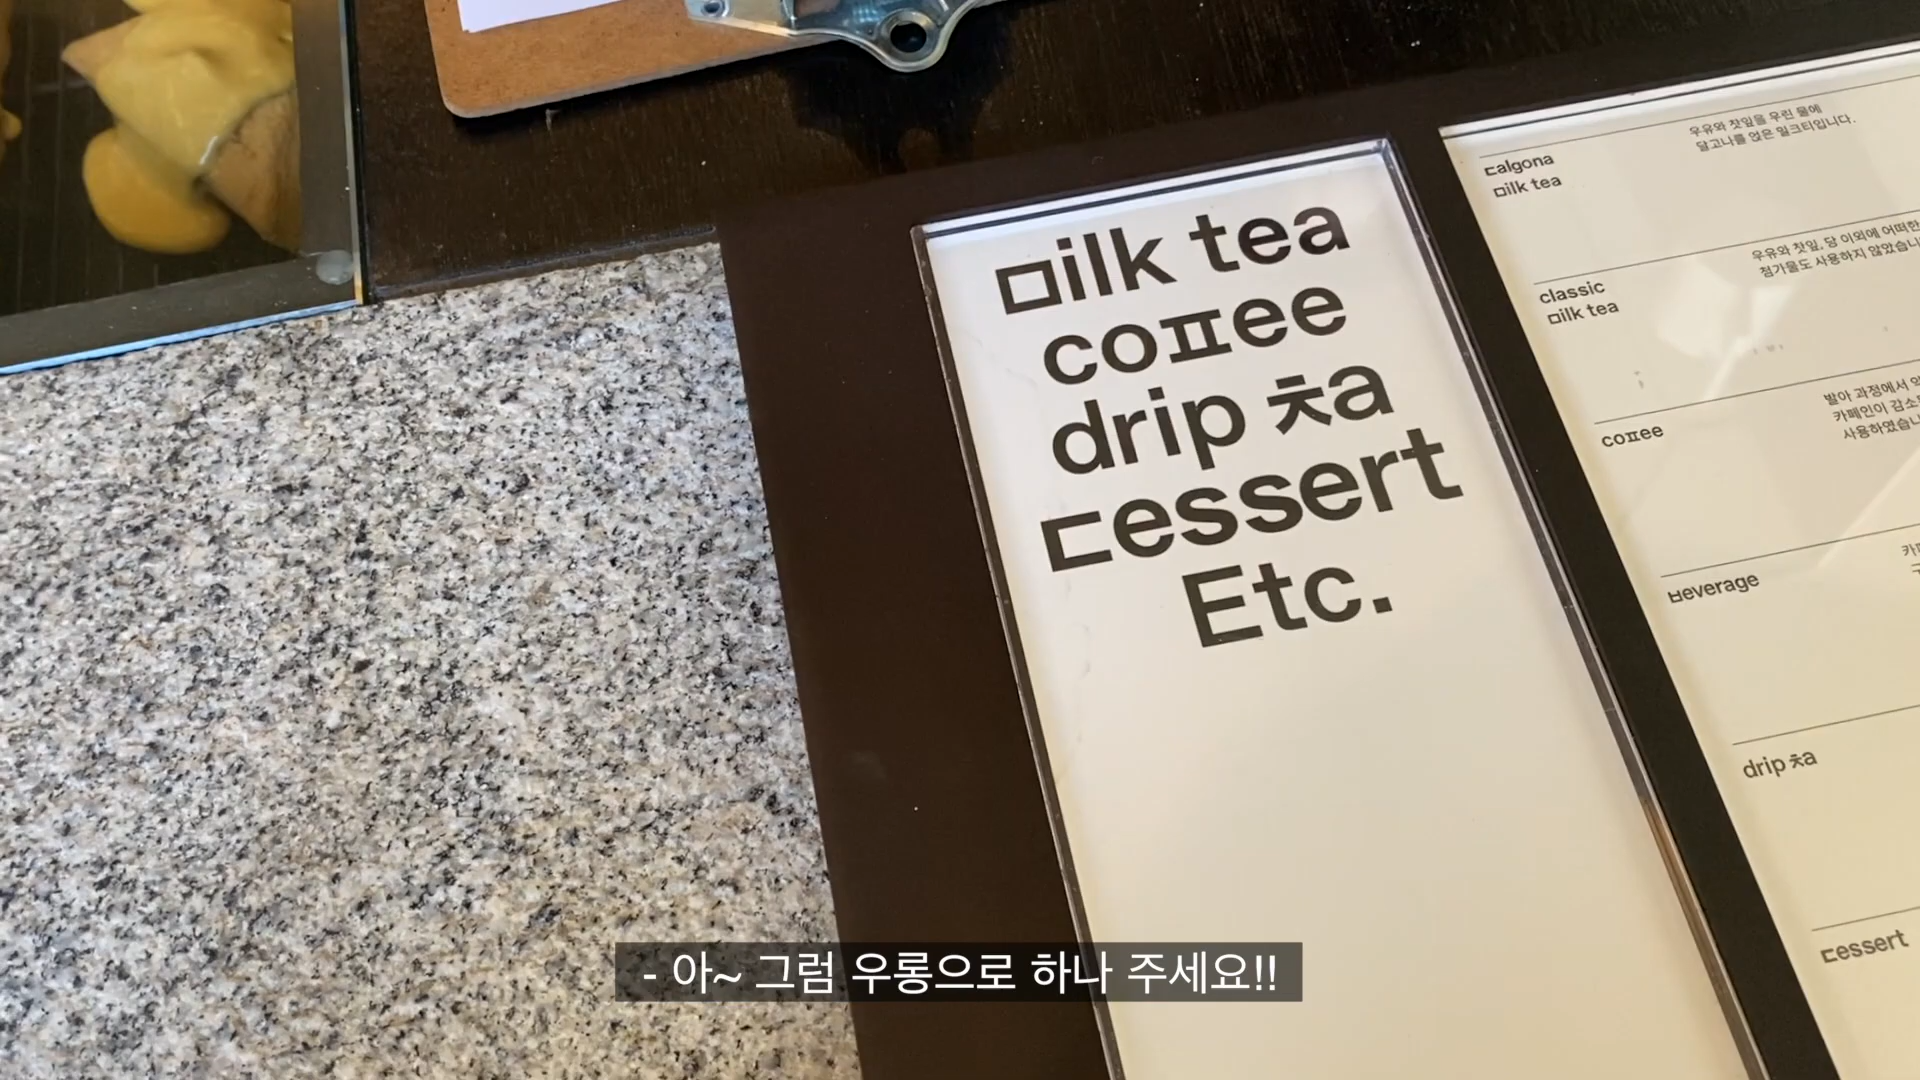 ㅁilk tea
coㅍee
drip ㅊa
ㄷessert
Etc.
우유와 찻잎을 우린 물에
달고나를 얹은 밀크티입니다.
ㄷalgona
ㅁilk tea
우유와 찻잎, 당 이외에 어떠한
첨가물도 사용하지 않았습니
classic
ㅁilk tea
발아 과정에서
카페인이 감소
사용하였습니
coㅍee
ㅂeverage
drip ㅊa
ㄷessert
- 아~ 그럼 우롱으로 하나 주세요!!